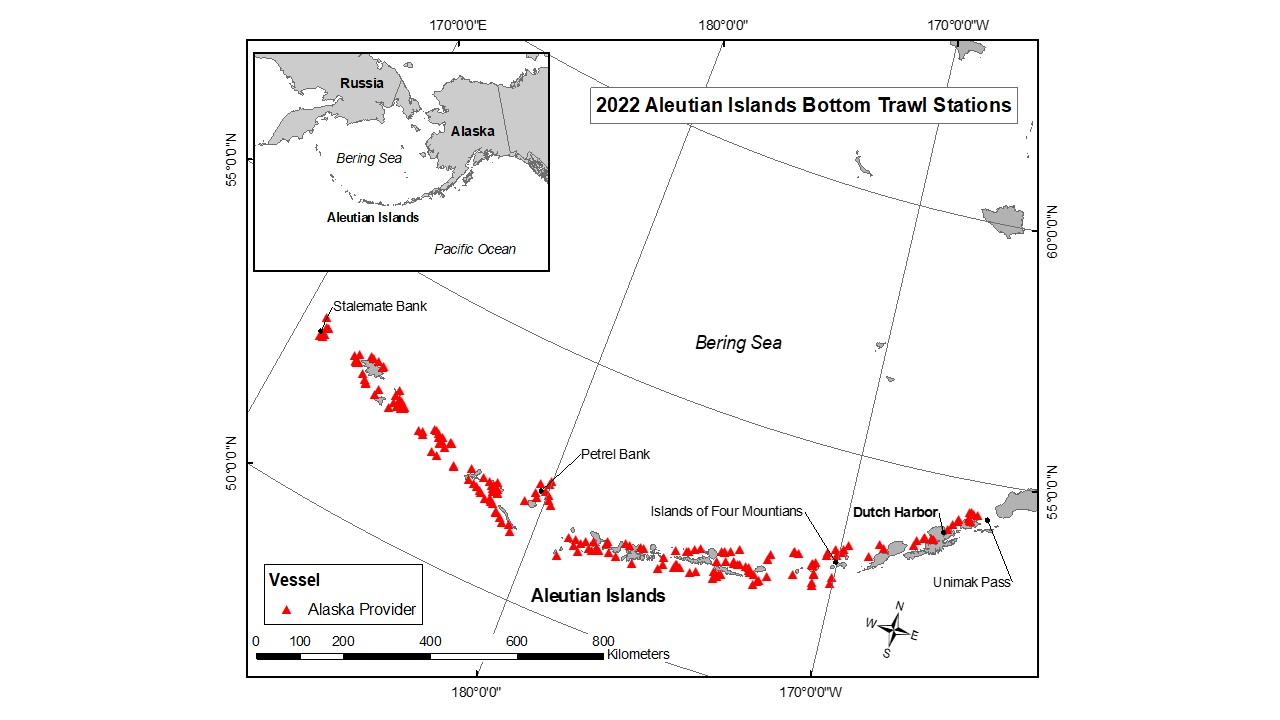 170°0'0"E
180°0'0"
170°0'0"W
2022 Aleutian Islands Bottom Trawl Stations
Russia
Alaska
Bering Sea
Aleutian Islands
Pacific Ocean
55°0'0"N
60°0'0"N
Stalemate Bank
Bering Sea
50°0'0"N
Petrel Bank
55°0'0"N
Islands of Four Mountians
Dutch Harbor
Unimak Pass
Aleutian Islands
Vessel
Alaska Provider
N
W
E
S
0 100 200 400 600 800
Kilometers
180°0'0"
170°0'0"W